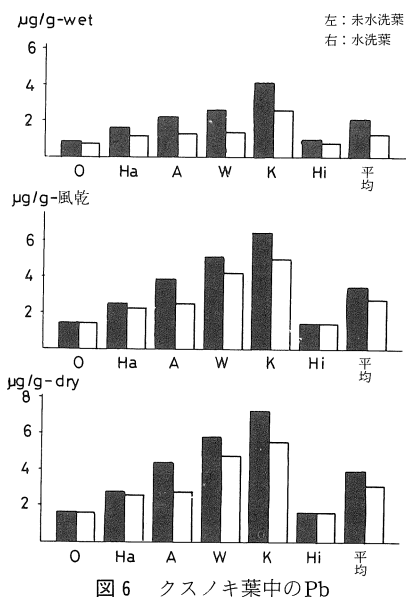 µg/g-wet
左：未水洗葉
右：水洗葉
6
4
2
O Ha A W K Hi 平均
µg/g-風乾
6
4
2
O Ha A W K Hi 平均
µg/g-dry
8
6
4
2
O Ha A W K Hi 平均
図6 クスノキ葉中のPb